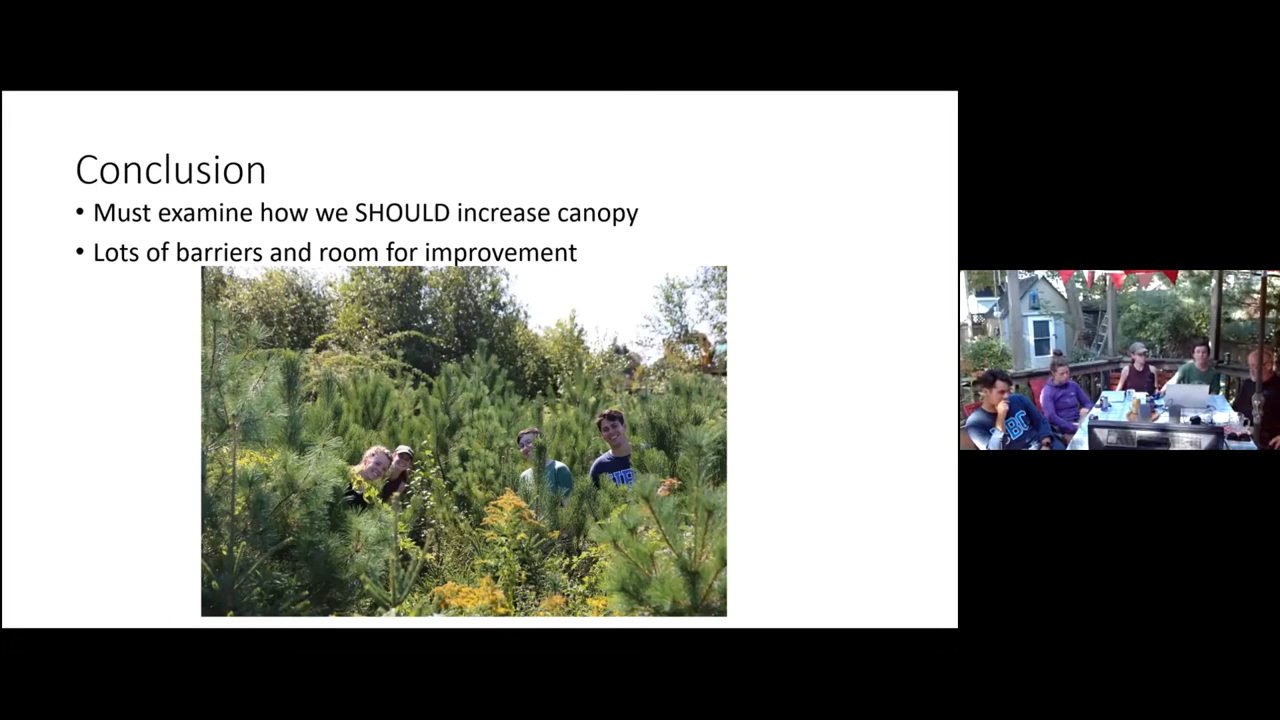 Conclusion
• Must examine how we SHOULD increase canopy
• Lots of barriers and room for improvement